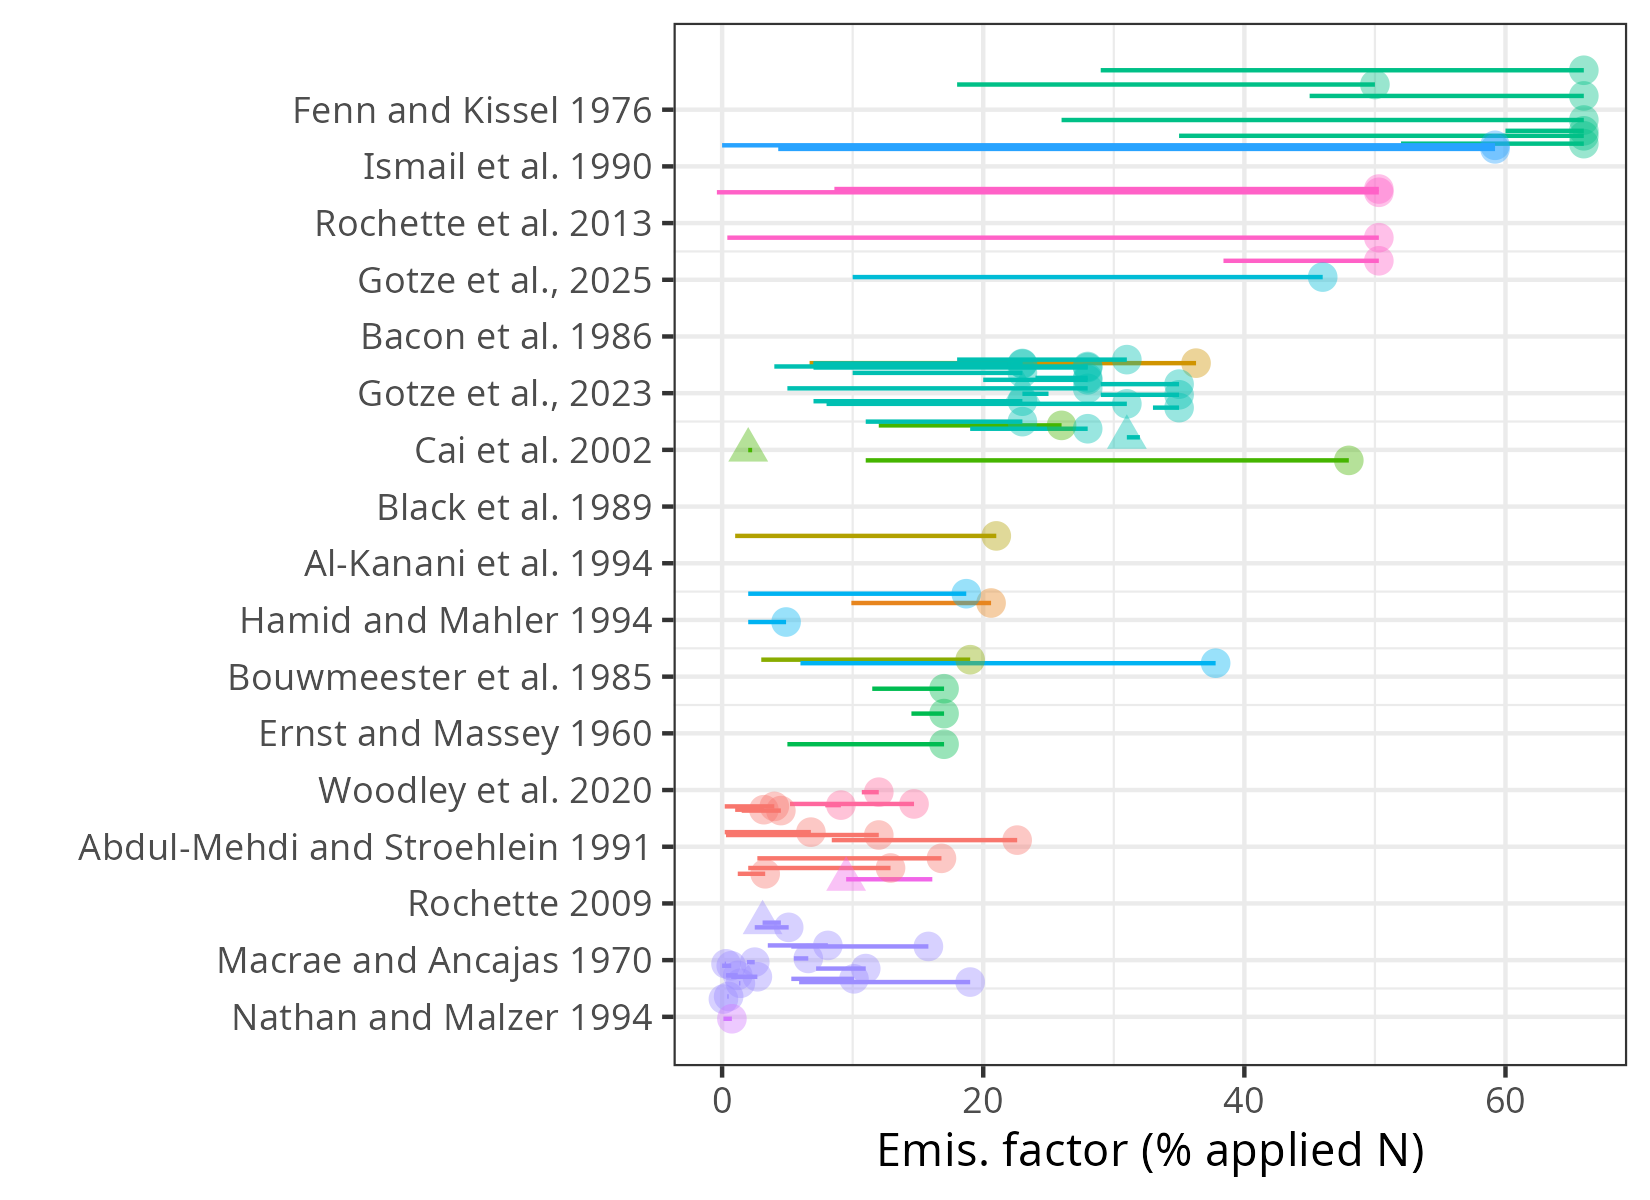 Fenn and Kissel 1976
Ismail et al. 1990
Rochette et al. 2013
Gotze et al., 2025
Bacon et al. 1986
Gotze et al., 2023
Cai et al. 2002
Black et al. 1989
Al-Kanani et al. 1994
Hamid and Mahler 1994
Bouwmeester et al. 1985
Ernst and Massey 1960
Woodley et al. 2020
Abdul-Mehdi and Stroehlein 1991
Rochette 2009
Macrae and Ancajas 1970
Nathan and Malzer 1994
0 20 40 60
Emis. factor (% applied N)